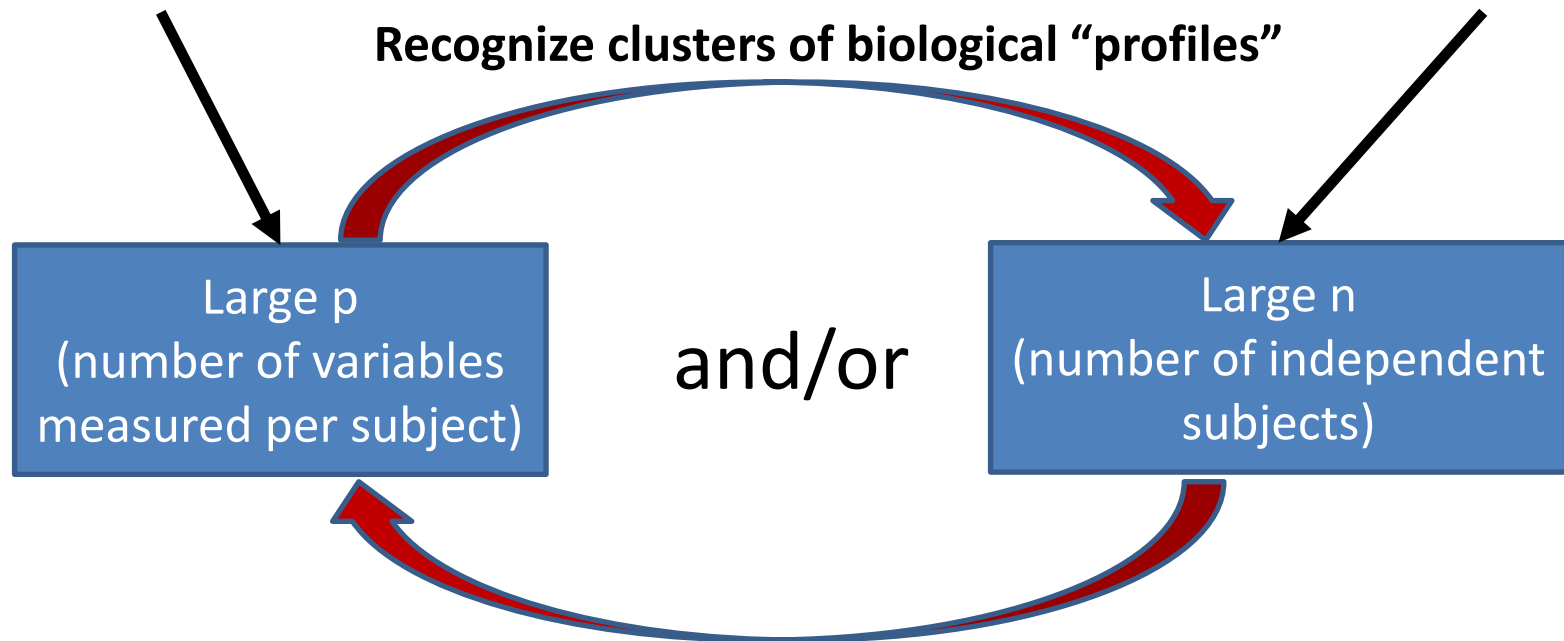 Recognize clusters of biological “profiles”
Large p
(number of variables
measured per subject)
and/or
Large n
(number of independent
subjects)